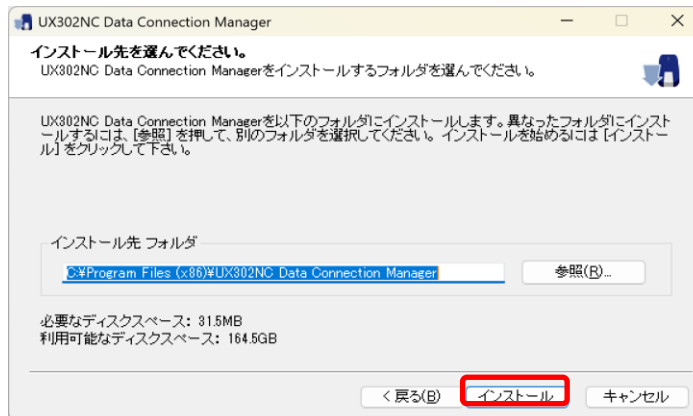 UX302NC Data Connection Manager
インストール先を選んでください。
UX302NC Data Connection Managerをインストールするフォルダを選んでください。
UX302NC Data Connection Managerを以下のフォルダにインストールします。異なったフォルダにインスト
ールするには、[参照] を押して、別のフォルダを選択してください。インストールを始めるには [インストー
ル] をクリックして下さい。
インストール先 フォルダ
C:¥Program Files (x86)¥UX302NC Data Connection Manager
参照(R)...
必要なディスクスペース: 31.5MB
利用可能なディスクスペース: 164.5GB
< 戻る(B)
インストール
キャンセル